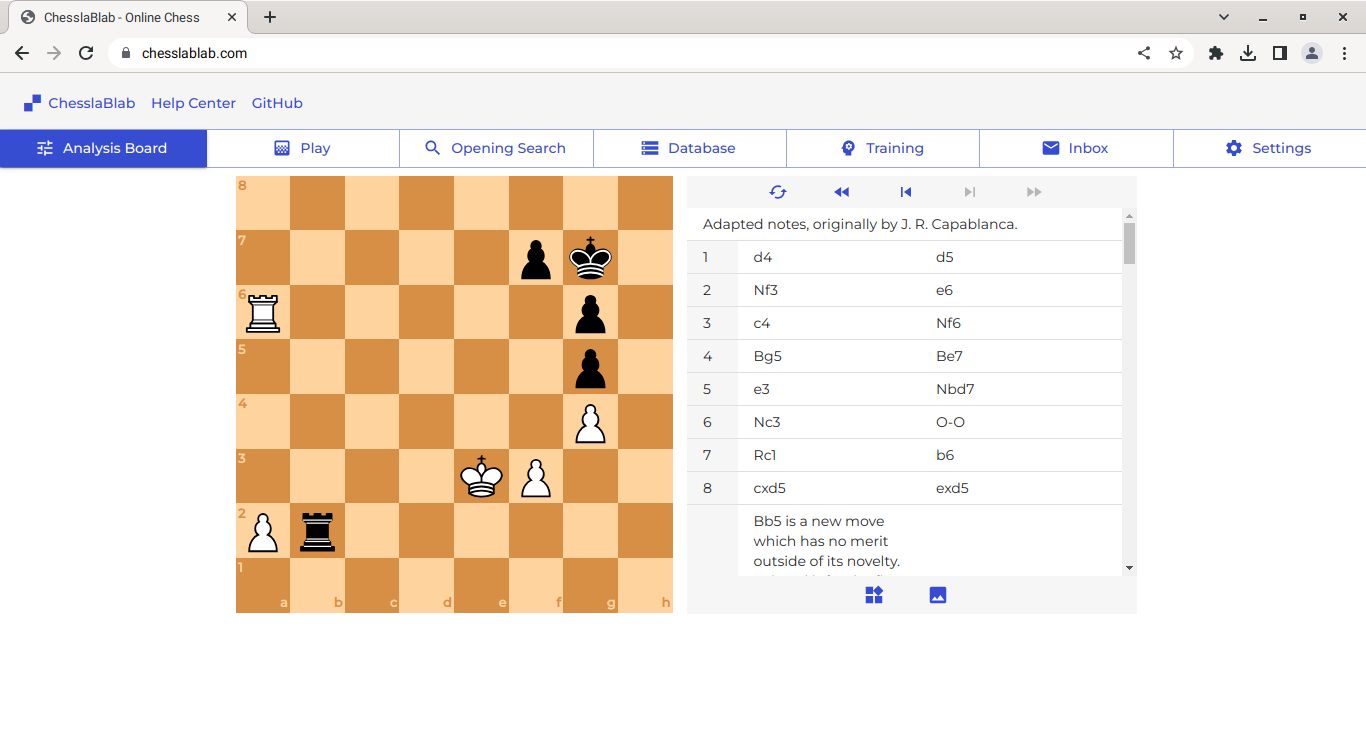 ChesslaBlab - Online Chess
chesslablab.com
ChesslaBlab Help Center GitHub
Analysis Board Play Opening Search Database Training Inbox Settings
8
7
6
5
4
3
2
1
a b c d e f g h
Adapted notes, originally by J. R. Capablanca.
1 d4 d5
2 Nf3 e6
3 c4 Nf6
4 Bg5 Be7
5 e3 Nbd7
6 Nc3 O-O
7 Rc1 b6
8 cxd5 exd5
Bb5 is a new move
which has no merit
outside of its novelty.